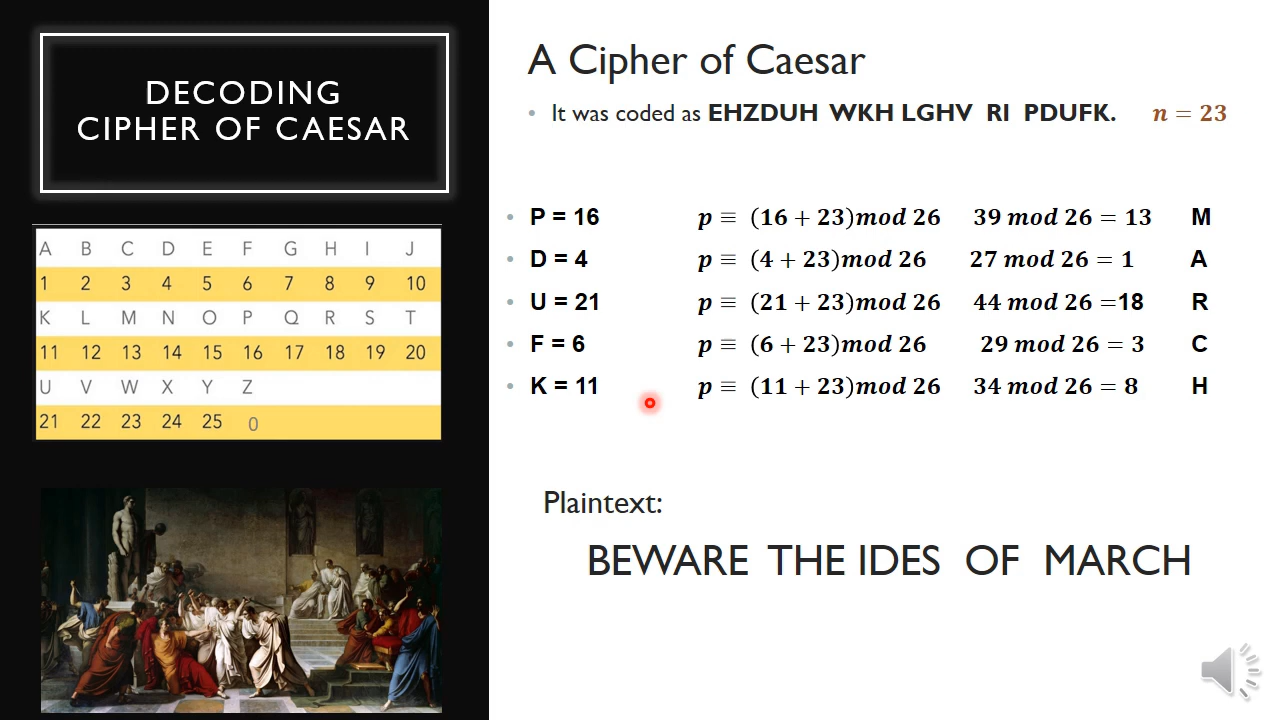 DECODING
CIPHER OF CAESAR
A B C D E F G H I J
1 2 3 4 5 6 7 8 9 10
K L M N O P Q R S T
11 12 13 14 15 16 17 18 19 20
U V W X Y Z
21 22 23 24 25 0
A Cipher of Caesar
• It was coded as EHZDUH WKH LGHV RI PDUFK. n = 23
• P = 16 p ≡ (16 + 23)mod 26 39 mod 26 = 13 M
• D = 4 p ≡ (4 + 23)mod 26 27 mod 26 = 1 A
• U = 21 p ≡ (21 + 23)mod 26 44 mod 26 =18 R
• F = 6 p ≡ (6 + 23)mod 26 29 mod 26 = 3 C
• K = 11 p ≡ (11 + 23)mod 26 34 mod 26 = 8 H
Plaintext:
BEWARE THE IDES OF MARCH